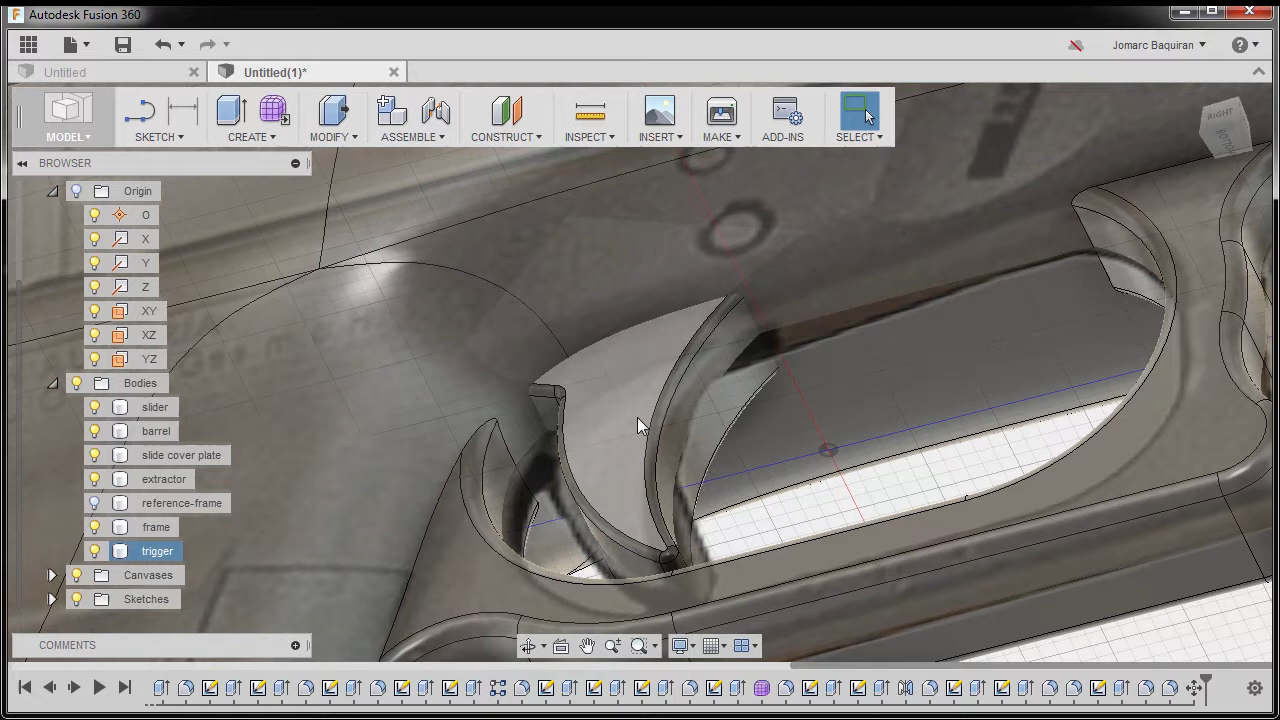 Autodesk Fusion 360
Jomarc Baquiran
Untitled
Untitled(1)*
MODEL
SKETCH
CREATE
MODIFY
ASSEMBLE
CONSTRUCT
INSPECT
INSERT
MAKE
ADD-INS
SELECT
RIGHT
BOTTOM
BROWSER
Origin
O
X
Y
Z
XY
XZ
YZ
Bodies
slider
barrel
slide cover plate
extractor
reference-frame
frame
trigger
Canvases
Sketches
COMMENTS